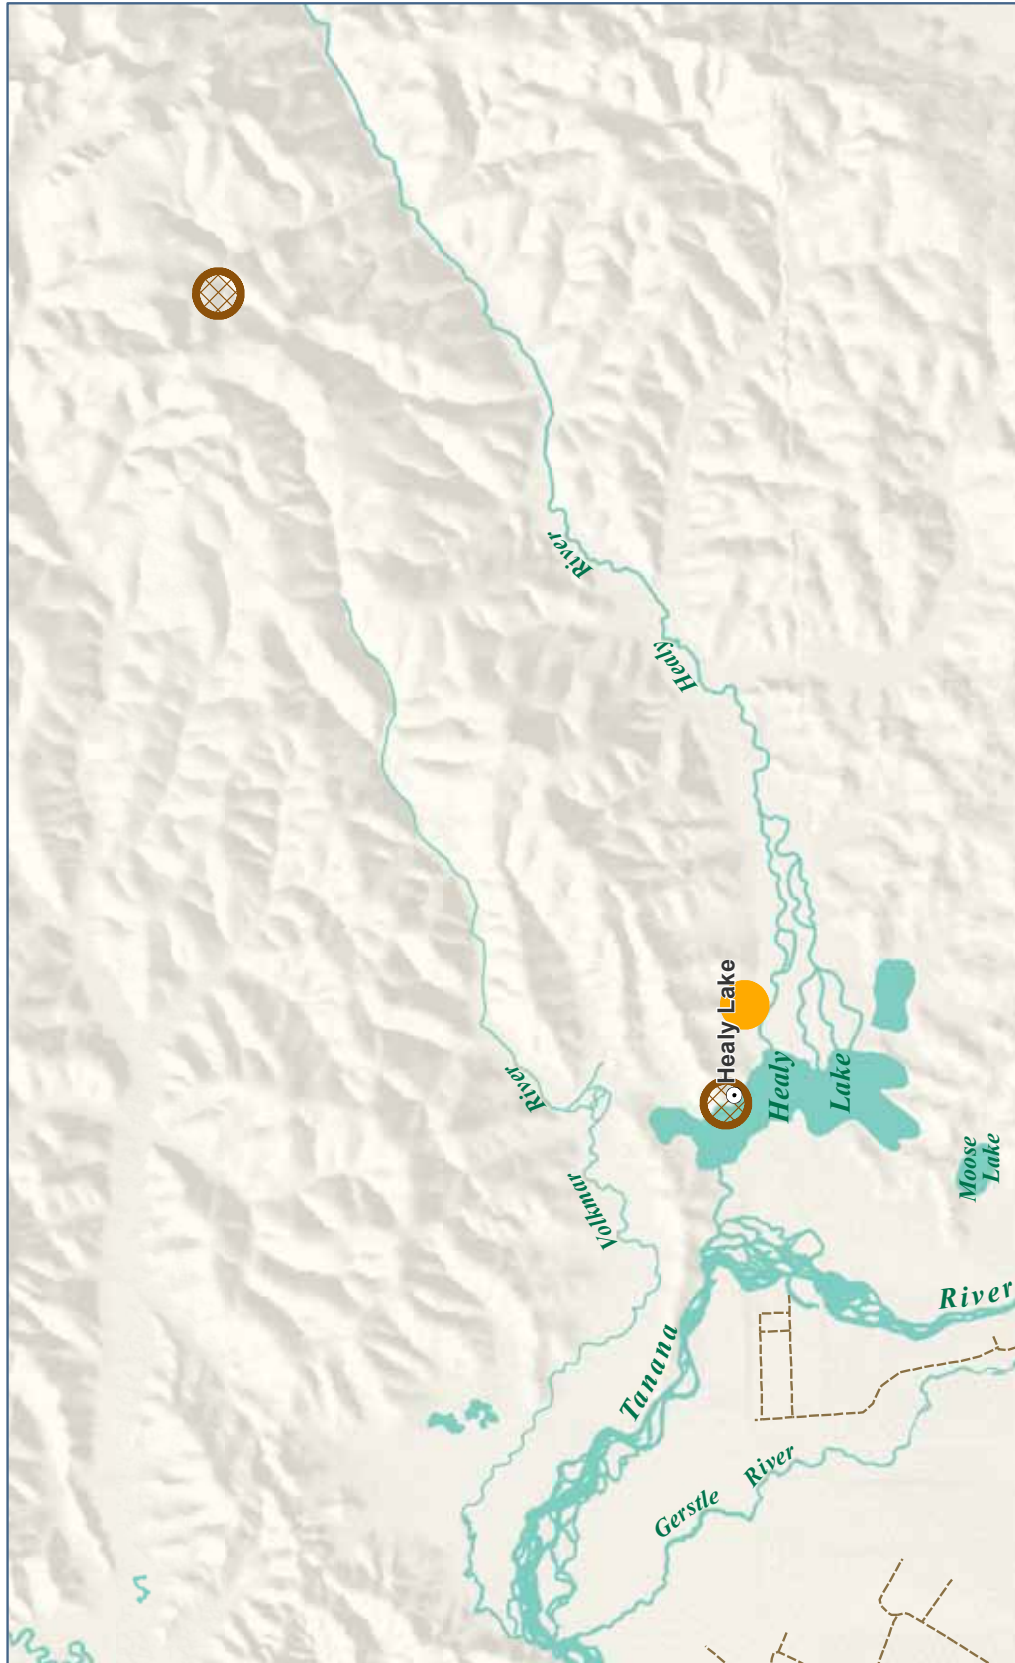 River
Healy
Healy Lake
River
Healy
Lake
Moose
Lake
Volkmar
River
Tanana
Gerstle
River